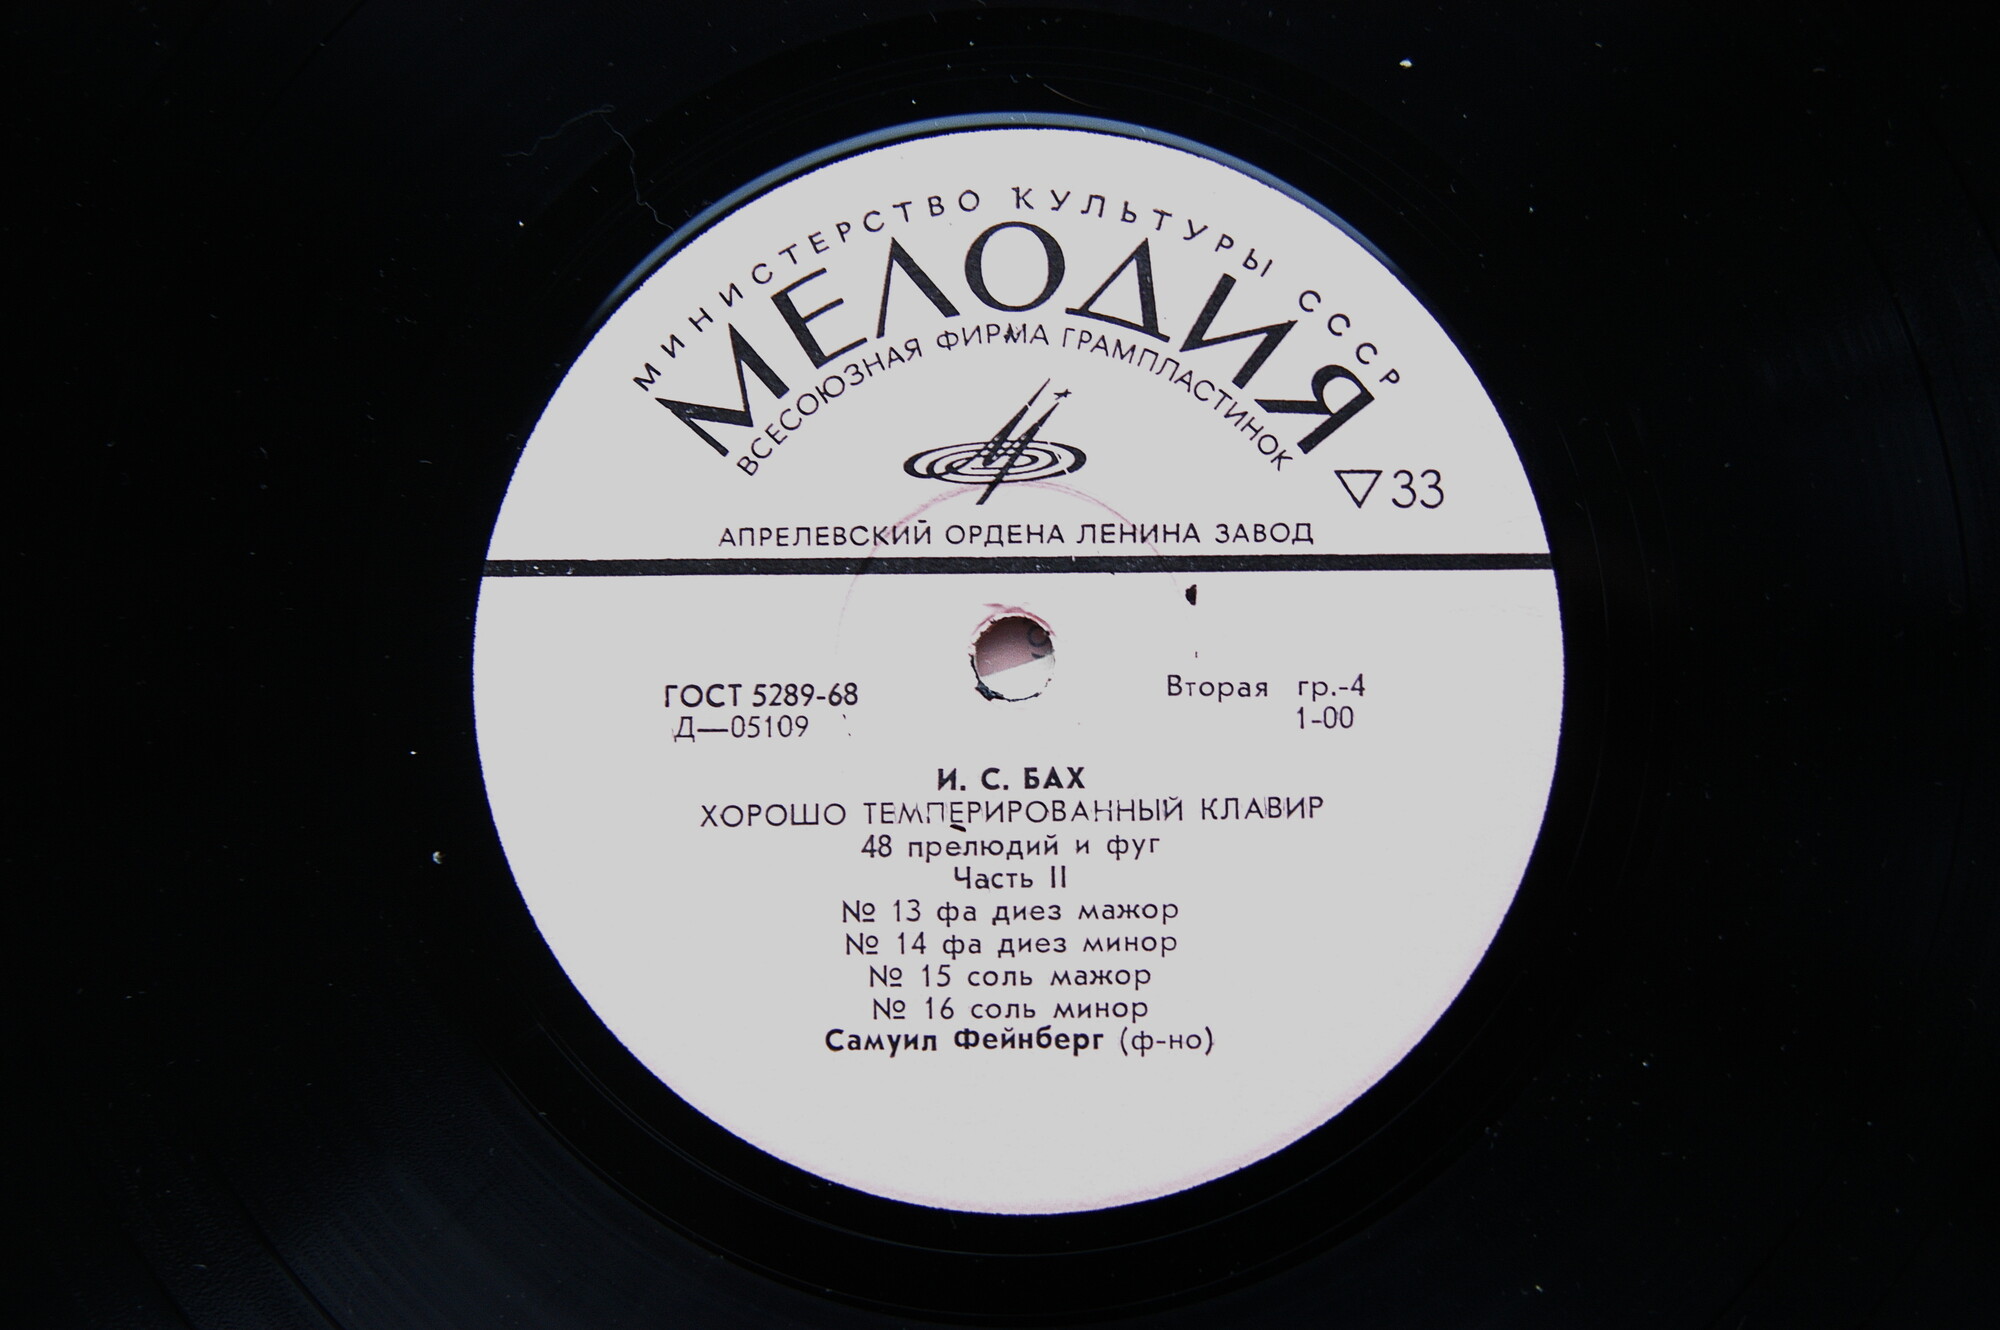 МИНИСТЕРСТВО КУЛЬТУРЫ СССР
МЕЛОДИЯ
ВСЕСОЮЗНАЯ ФИРМА ГРАМПЛАСТИНОК
▽33
АПРЕЛЕВСКИЙ ОРДЕНА ЛЕНИНА ЗАВОД
ГОСТ 5289-68
Вторая гр.-4
Д—05109
1-00
И. С. БАХ
ХОРОШО ТЕМПЕРИРОВАННЫЙ КЛАВИР
48 прелюдий и фуг
Часть II
№ 13 фа диез мажор
№ 14 фа диез минор
№ 15 соль мажор
№ 16 соль минор
Самуил Фейнберг (ф-но)